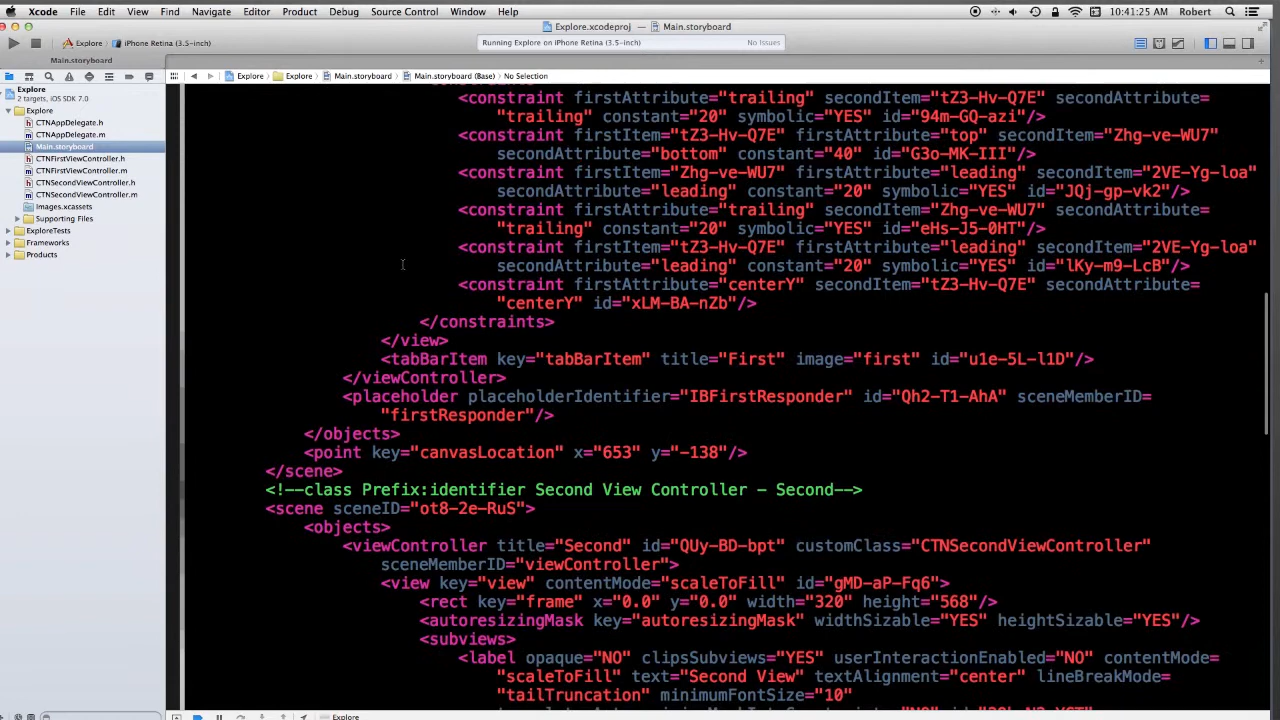 Xcode File Edit View Find Navigate Editor Product Debug Source Control Window Help 10:41:25 AM Robert
Explore.xcodeproj — Main.storyboard
Explore iPhone Retina (3.5-inch) Running Explore on iPhone Retina (3.5-inch) No Issues
Main.storyboard
Explore Explore Main.storyboard Main.storyboard (Base) No Selection
Explore
2 targets, iOS SDK 7.0
Explore
CTNAppDelegate.h
CTNAppDelegate.m
Main.storyboard
CTNFirstViewController.h
CTNFirstViewController.m
CTNSecondViewController.h
CTNSecondViewController.m
Images.xcassets
Supporting Files
ExploreTests
Frameworks
Products
<constraint firstAttribute="trailing" secondItem="tZ3-Hv-Q7E" secondAttribute=
"trailing" constant="20" symbolic="YES" id="94m-GQ-azi"/>
<constraint firstItem="tZ3-Hv-Q7E" firstAttribute="top" secondItem="Zhg-ve-WU7"
secondAttribute="bottom" constant="40" id="G3o-MK-III"/>
<constraint firstItem="Zhg-ve-WU7" firstAttribute="leading" secondItem="2VE-Yg-loa"
secondAttribute="leading" constant="20" symbolic="YES" id="JQj-gp-vk2"/>
<constraint firstAttribute="trailing" secondItem="Zhg-ve-WU7" secondAttribute=
"trailing" constant="20" symbolic="YES" id="eHs-J5-0HT"/>
<constraint firstItem="tZ3-Hv-Q7E" firstAttribute="leading" secondItem="2VE-Yg-loa"
secondAttribute="leading" constant="20" symbolic="YES" id="lKy-m9-LcB"/>
<constraint firstAttribute="centerY" secondItem="tZ3-Hv-Q7E" secondAttribute=
"centerY" id="xLM-BA-nZb"/>
</constraints>
</view>
<tabBarItem key="tabBarItem" title="First" image="first" id="u1e-5L-l1D"/>
</viewController>
<placeholder placeholderIdentifier="IBFirstResponder" id="Qh2-T1-AhA" sceneMemberID=
"firstResponder"/>
</objects>
<point key="canvasLocation" x="653" y="-138"/>
</scene>
<!--class Prefix:identifier Second View Controller - Second-->
<scene sceneID="ot8-2e-RuS">
<objects>
<viewController title="Second" id="QUy-BD-bpt" customClass="CTNSecondViewController"
sceneMemberID="viewController">
<view key="view" contentMode="scaleToFill" id="gMD-aP-Fq6">
<rect key="frame" x="0.0" y="0.0" width="320" height="568"/>
<autoresizingMask key="autoresizingMask" widthSizable="YES" heightSizable="YES"/>
<subviews>
<label opaque="NO" clipsSubviews="YES" userInteractionEnabled="NO" contentMode=
"scaleToFill" text="Second View" textAlignment="center" lineBreakMode=
"tailTruncation" minimumFontSize="10"
Explore